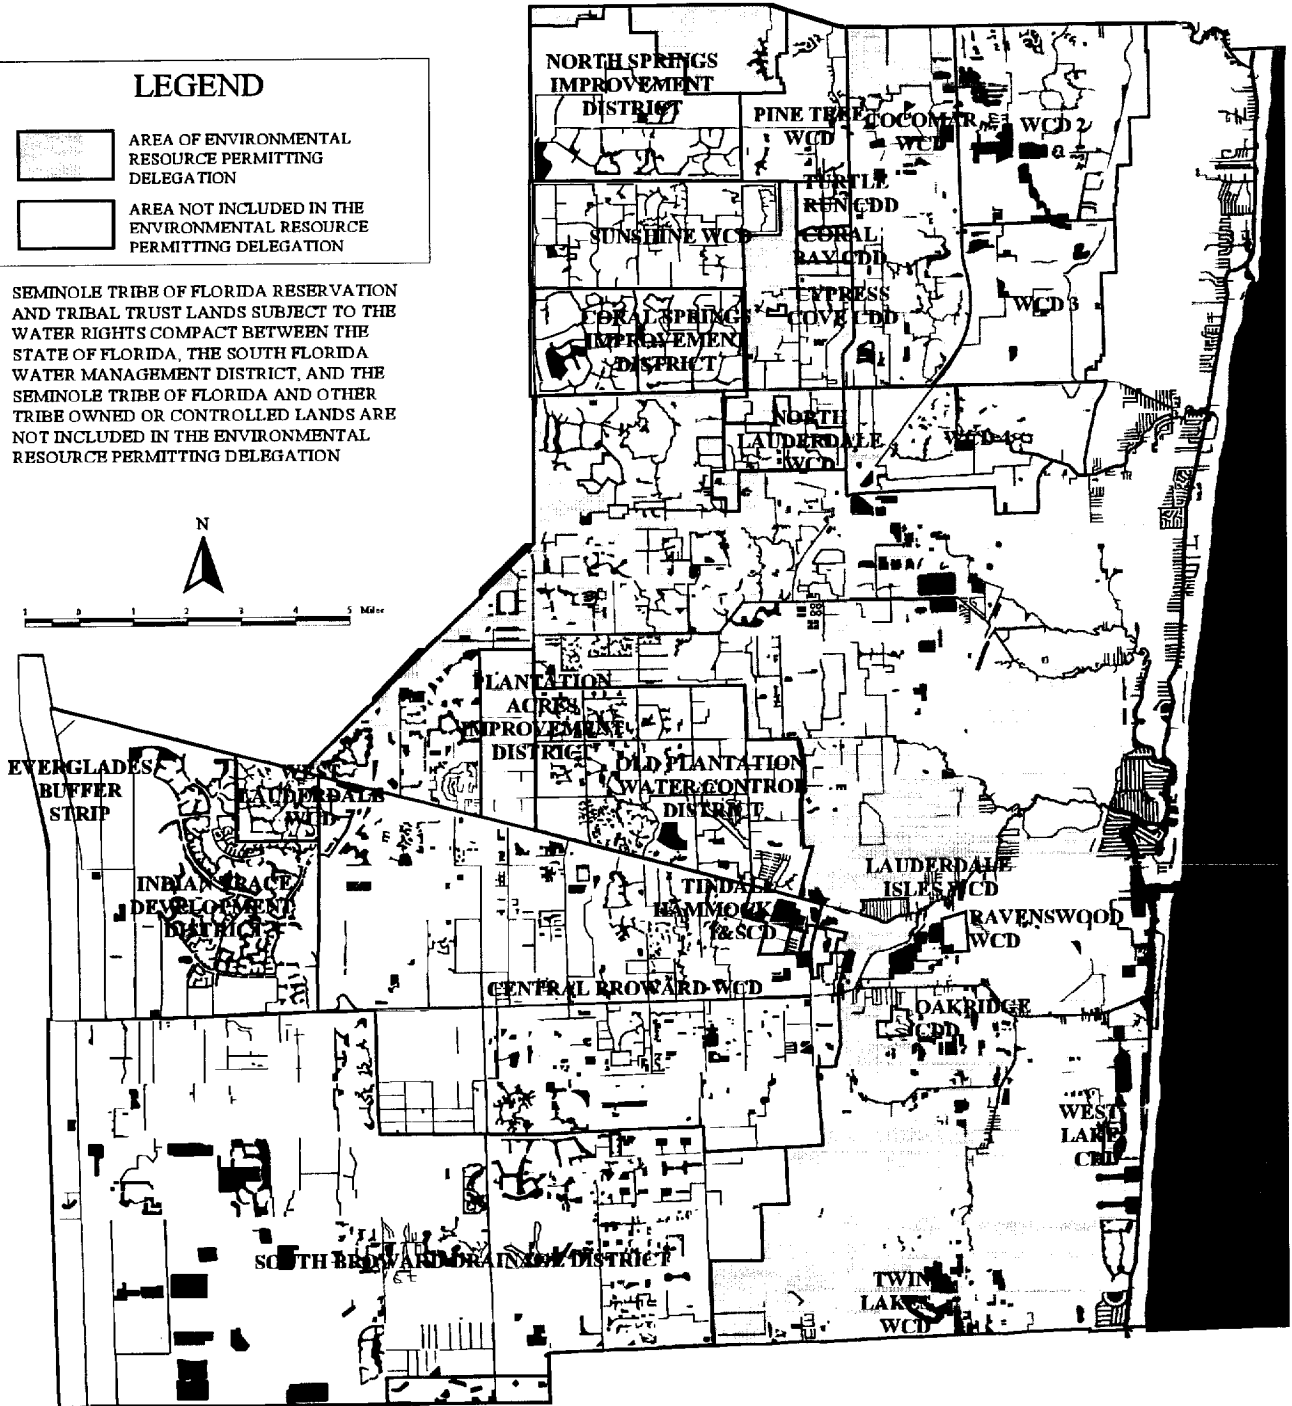 LEGEND
AREA OF ENVIRONMENTAL
RESOURCE PERMITTING
DELEGATION
AREA NOT INCLUDED IN THE
ENVIRONMENTAL RESOURCE
PERMITTING DELEGATION
SEMINOLE TRIBE OF FLORIDA RESERVATION
AND TRIBAL TRUST LANDS SUBJECT TO THE
WATER RIGHTS COMPACT BETWEEN THE
STATE OF FLORIDA, THE SOUTH FLORIDA
WATER MANAGEMENT DISTRICT, AND THE
SEMINOLE TRIBE OF FLORIDA AND OTHER
TRIBE OWNED OR CONTROLLED LANDS ARE
NOT INCLUDED IN THE ENVIRONMENTAL
RESOURCE PERMITTING DELEGATION
N
1 0 1 2 3 4 5 Miles
NORTH SPRINGS
IMPROVEMENT
DISTRICT
PINE TREE
WCD
COCOMAR
WCD
WCD 2
TURTLE
RUN CDD
SUNSHINE WCD
CORAL
BAY CDD
CYPRESS
COVE CDD
WCD 3
CORAL SPRINGS
IMPROVEMENT
DISTRICT
NORTH
LAUDERDALE
WCD
WCD 4
PLANTATION
ACRES
IMPROVEMENT
DISTRICT
OLD PLANTATION
WATER CONTROL
DISTRICT
EVERGLADES
BUFFER
STRIP
WEST
LAUDERDALE
WCD
INDIAN TRACE
DEVELOPMENT
DISTRICT
LAUDERDALE
ISLES WCD
TINDALL
HAMMOCK
I&SCD
RAVENSWOOD
WCD
CENTRAL BROWARD WCD
OAKRIDGE
CDD
WEST
LAKE
CDD
SOUTH BROWARD DRAINAGE DISTRICT
TWIN
LAKES
WCD